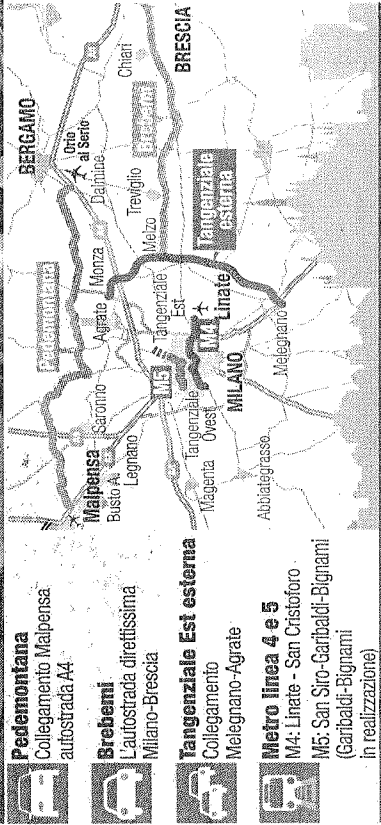 Pedemontana
Collegamento Malpensa
autostrada A4
Brebemi
L'autostrada direttissima
Milano-Brescia
Tangenziale Est esterna
Collegamento
Melegnano-Agrate
Metro linea 4 e 5
M4: Linate - San Cristoforo
M5: San Siro-Garibaldi-Bignami
(Garibaldi-Bignami
in realizzazione)
BERGAMO
Orio
al Serio
Dalmine
Chiari
BRESCIA
Brebemi
Treviglio
Pedemontana
Monza
Agrate
Melzo
Tangenziale
esterna
Tangenziale
Est
Malpensa
Saronno
Busto A.
Legnano
M5
M4
Linate
MILANO
Tangenziale
Ovest
Melegnano
Magenta
Abbiategrasso